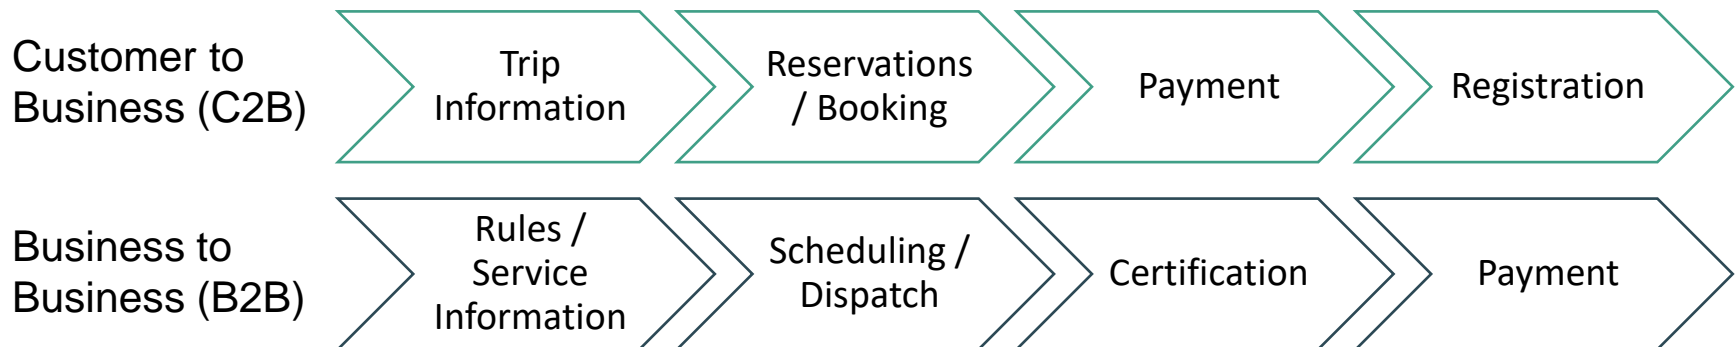 Customer to
Business (C2B)
Trip
Information
Reservations
/ Booking
Payment
Registration
Business to
Business (B2B)
Rules /
Service
Information
Scheduling /
Dispatch
Certification
Payment